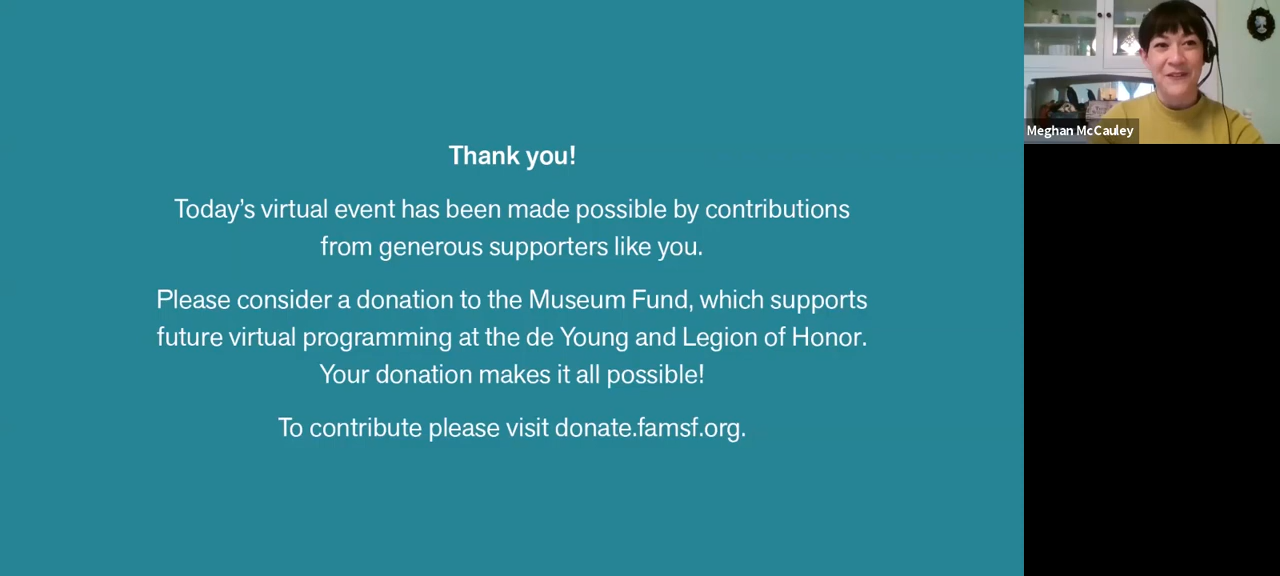 Thank you!
Today’s virtual event has been made possible by contributions
from generous supporters like you.
Please consider a donation to the Museum Fund, which supports
future virtual programming at the de Young and Legion of Honor.
Your donation makes it all possible!
To contribute please visit donate.famsf.org.
Meghan McCauley